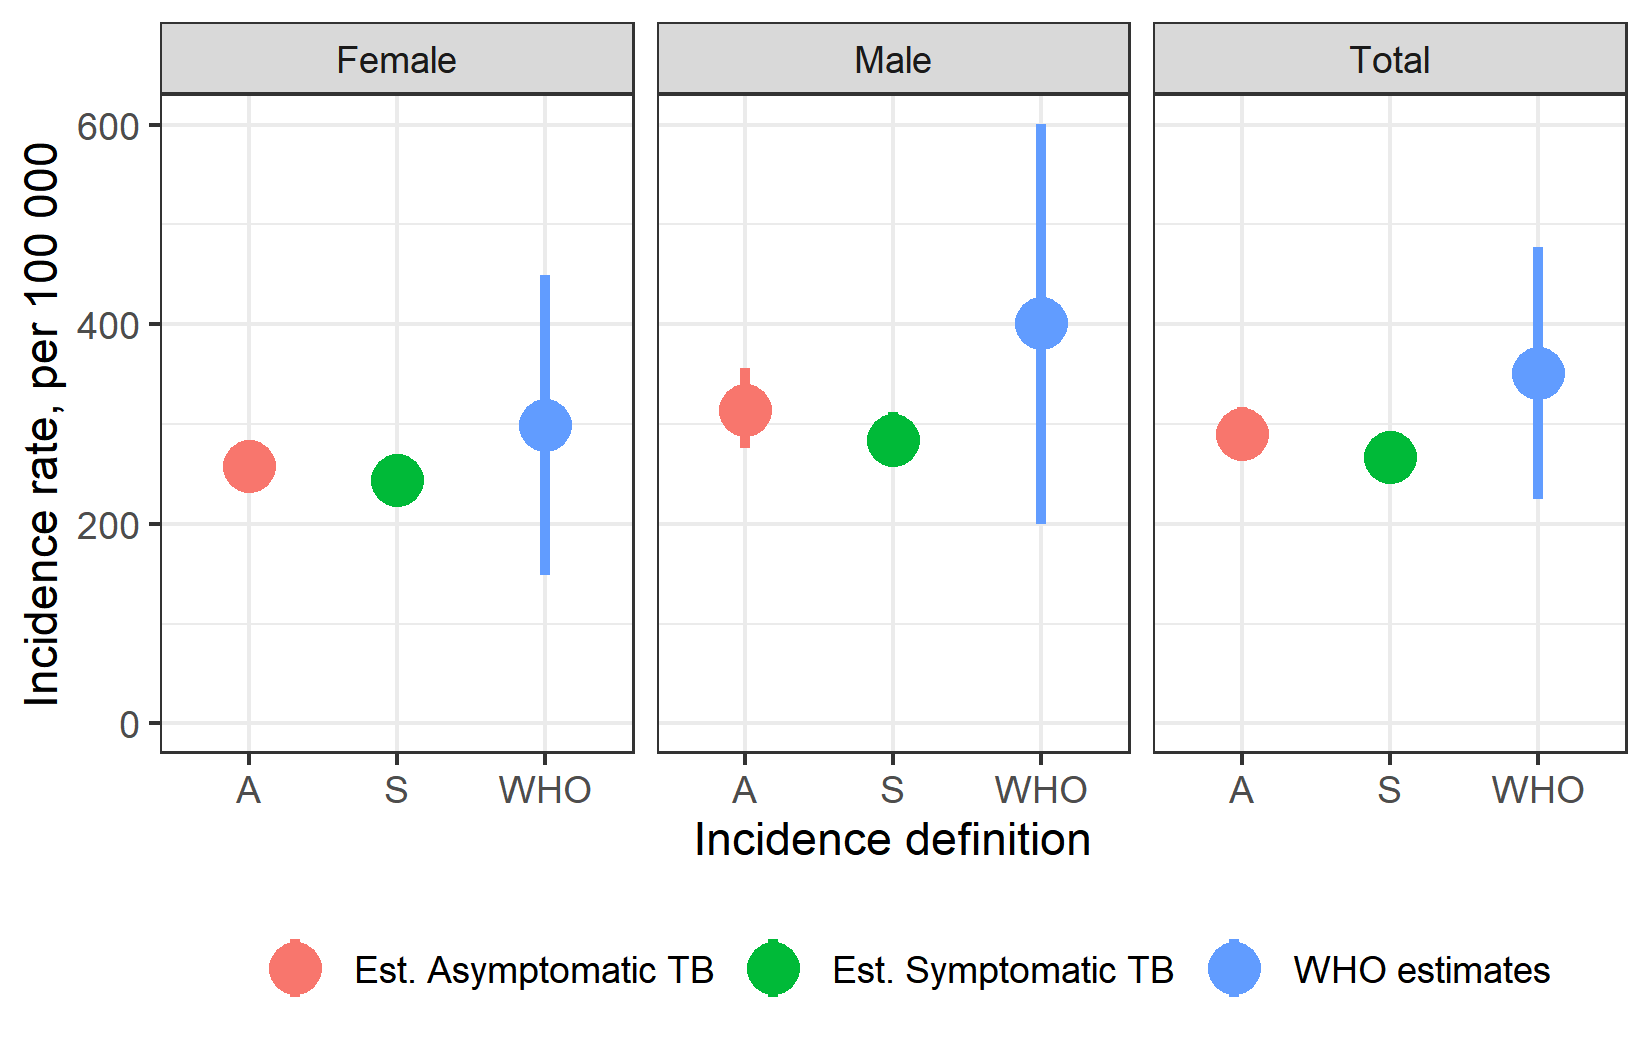 Female
Male
Total
Incidence rate, per 100 000
600
400
200
0
A
S
WHO
A
S
WHO
A
S
WHO
Incidence definition
Est. Asymptomatic TB
Est. Symptomatic TB
WHO estimates